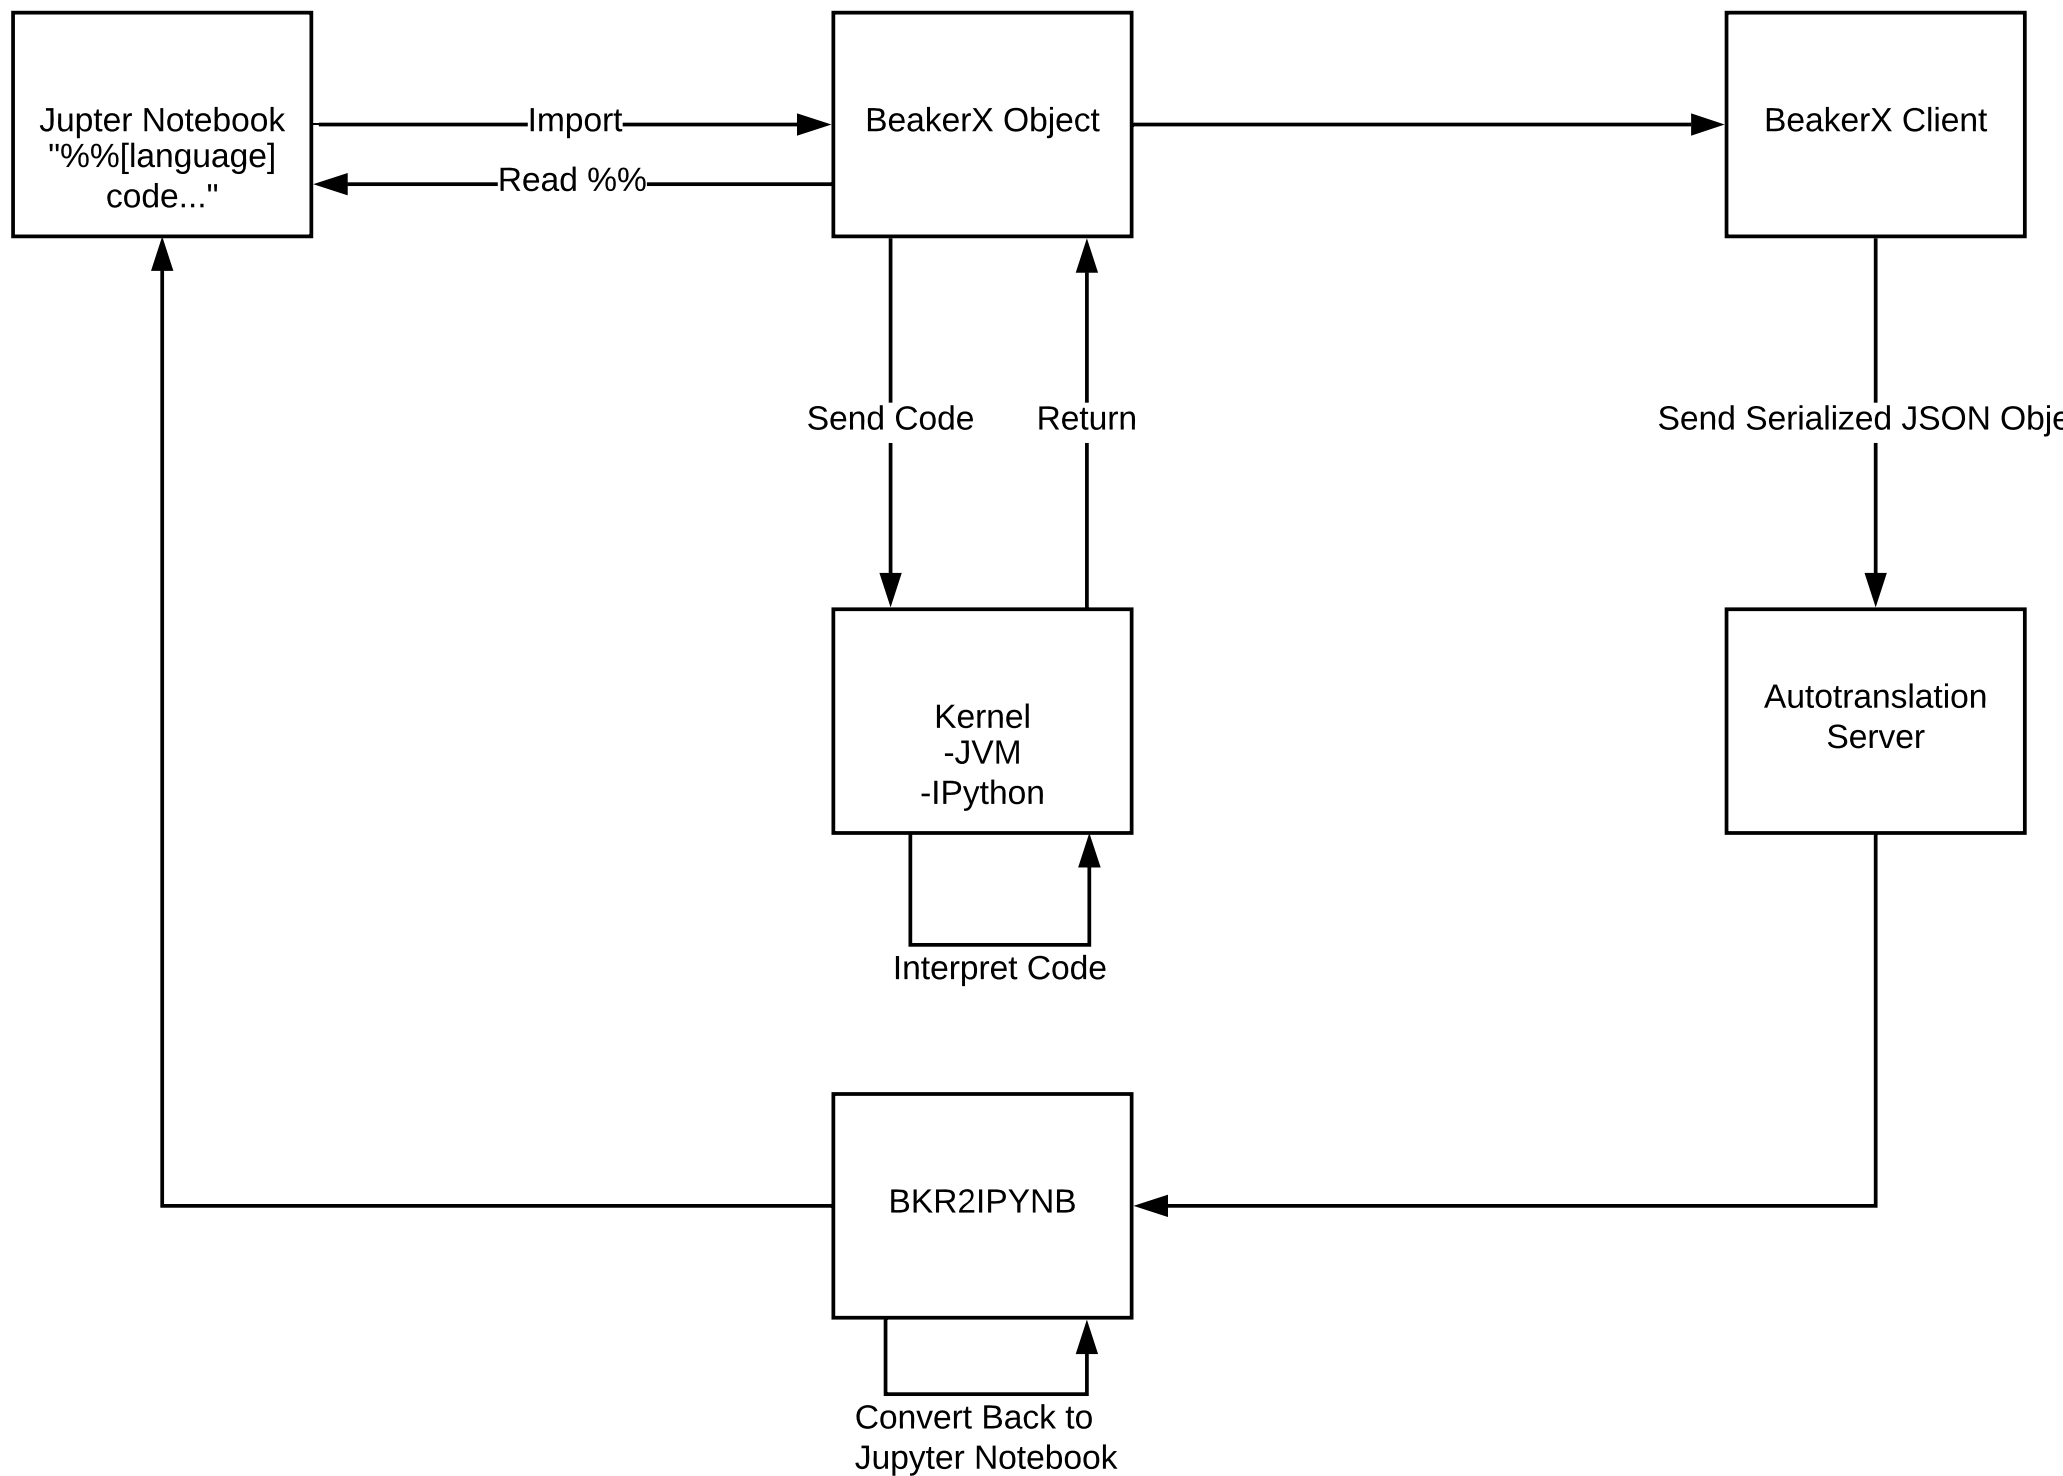 Jupter Notebook
"%%[language]
code..."
Import
Read %%
BeakerX Object
BeakerX Client
Send Code
Return
Send Serialized JSON Obje
Kernel
-JVM
-IPython
Autotranslation
Server
Interpret Code
BKR2IPYNB
Convert Back to
Jupyter Notebook